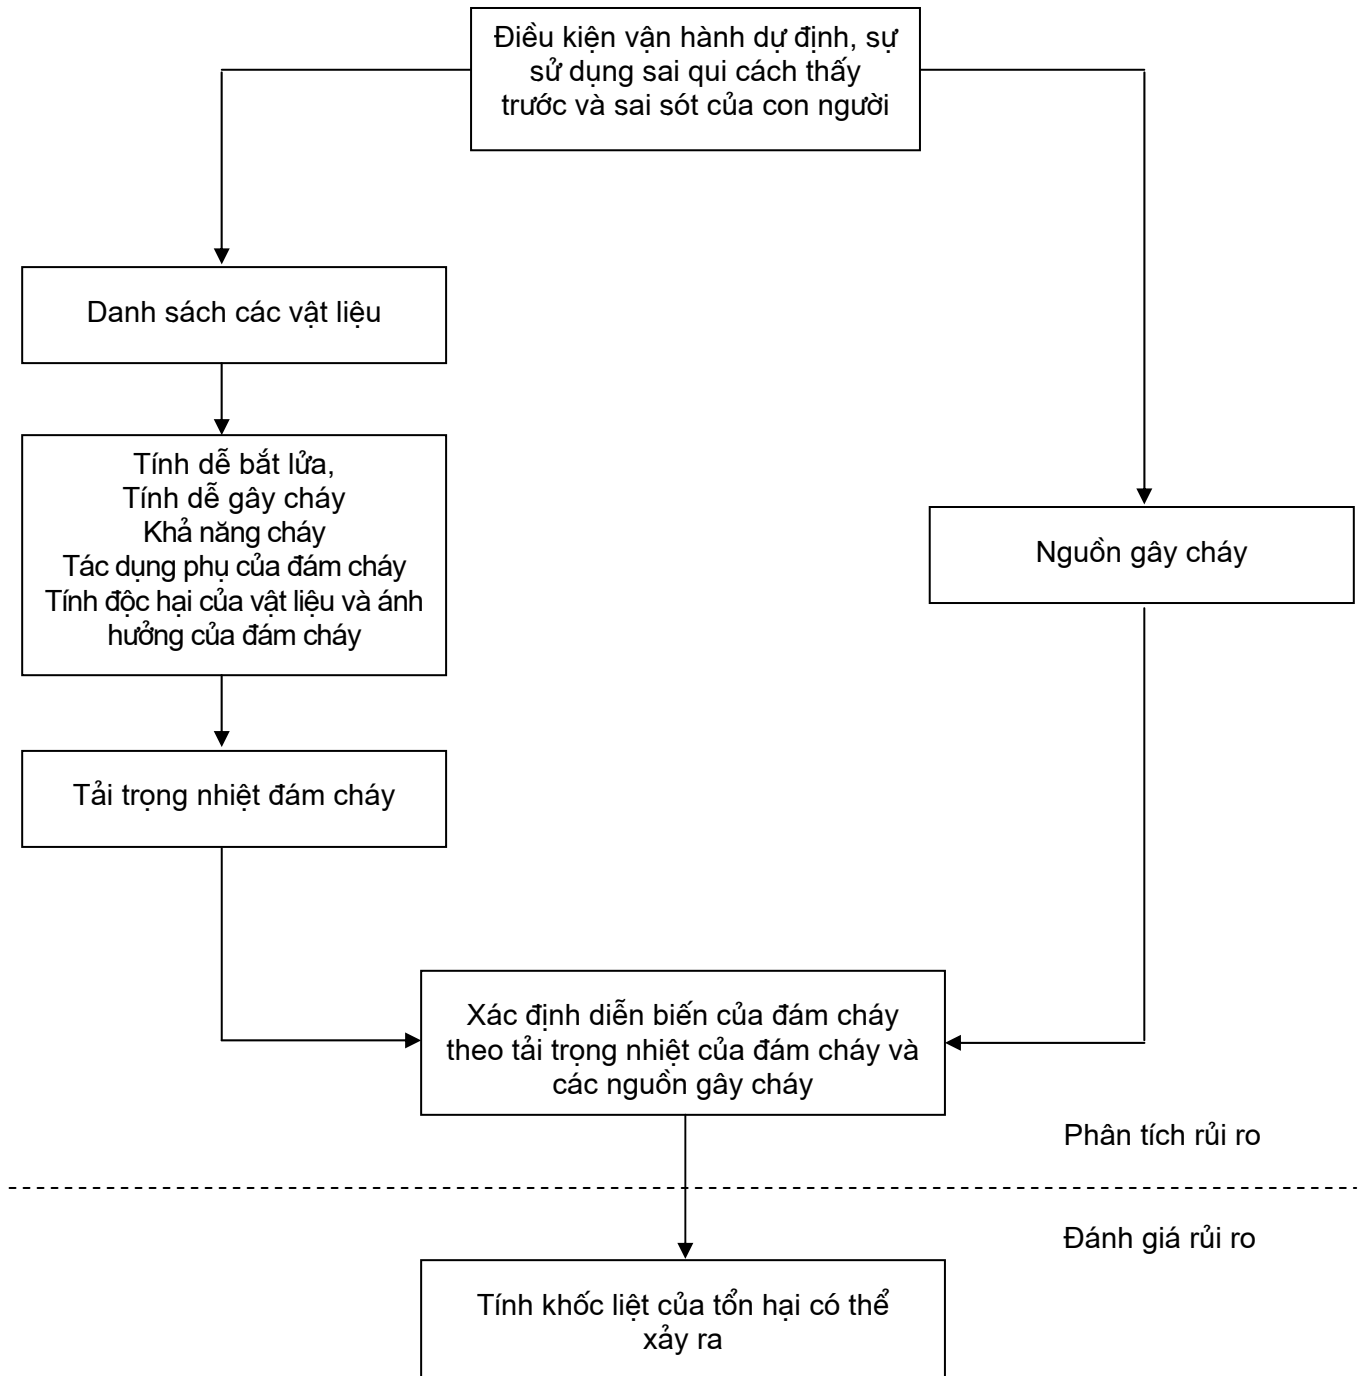 Điều kiện vận hành dự định, sự
sử dụng sai qui cách thấy
trước và sai sót của con người
Danh sách các vật liệu
Tính dễ bắt lửa,
Tính dễ gây cháy
Khả năng cháy
Tác dụng phụ của đám cháy
Tính độc hại của vật liệu và ánh
hưởng của đám cháy
Nguồn gây cháy
Tải trọng nhiệt đám cháy
Xác định diễn biến của đám cháy
theo tải trọng nhiệt của đám cháy và
các nguồn gây cháy
Phân tích rủi ro
Đánh giá rủi ro
Tính khốc liệt của tổn hại có thể
xảy ra